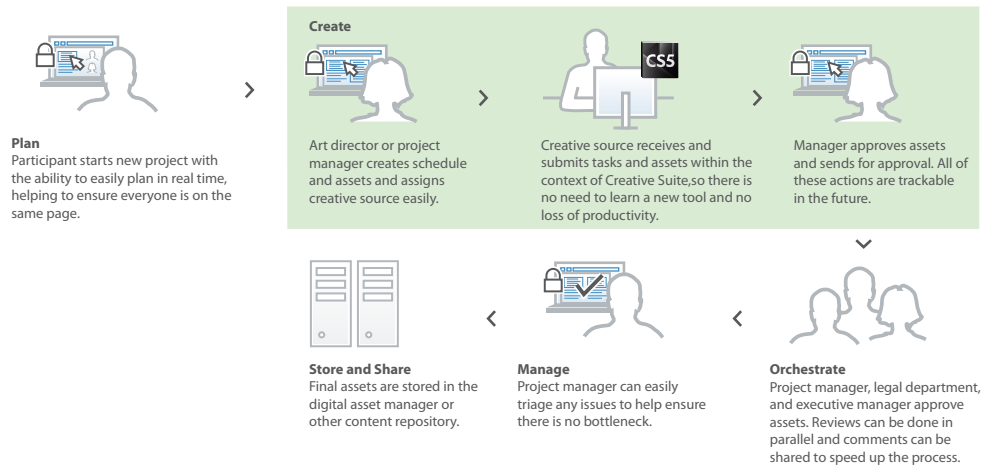 Plan
Participant starts new project with
the ability to easily plan in real time,
helping to ensure everyone is on the
same page.
Create
Art director or project
manager creates schedule
and assets and assigns
creative source easily.
CS5
Creative source receives and
submits tasks and assets within the
context of Creative Suite,so there is
no need to learn a new tool and no
loss of productivity.
Manager approves assets
and sends for approval. All of
these actions are trackable
in the future.
Orchestrate
Project manager, legal department,
and executive manager approve
assets. Reviews can be done in
parallel and comments can be
shared to speed up the process.
Manage
Project manager can easily
triage any issues to help ensure
there is no bottleneck.
Store and Share
Final assets are stored in the
digital asset manager or
other content repository.